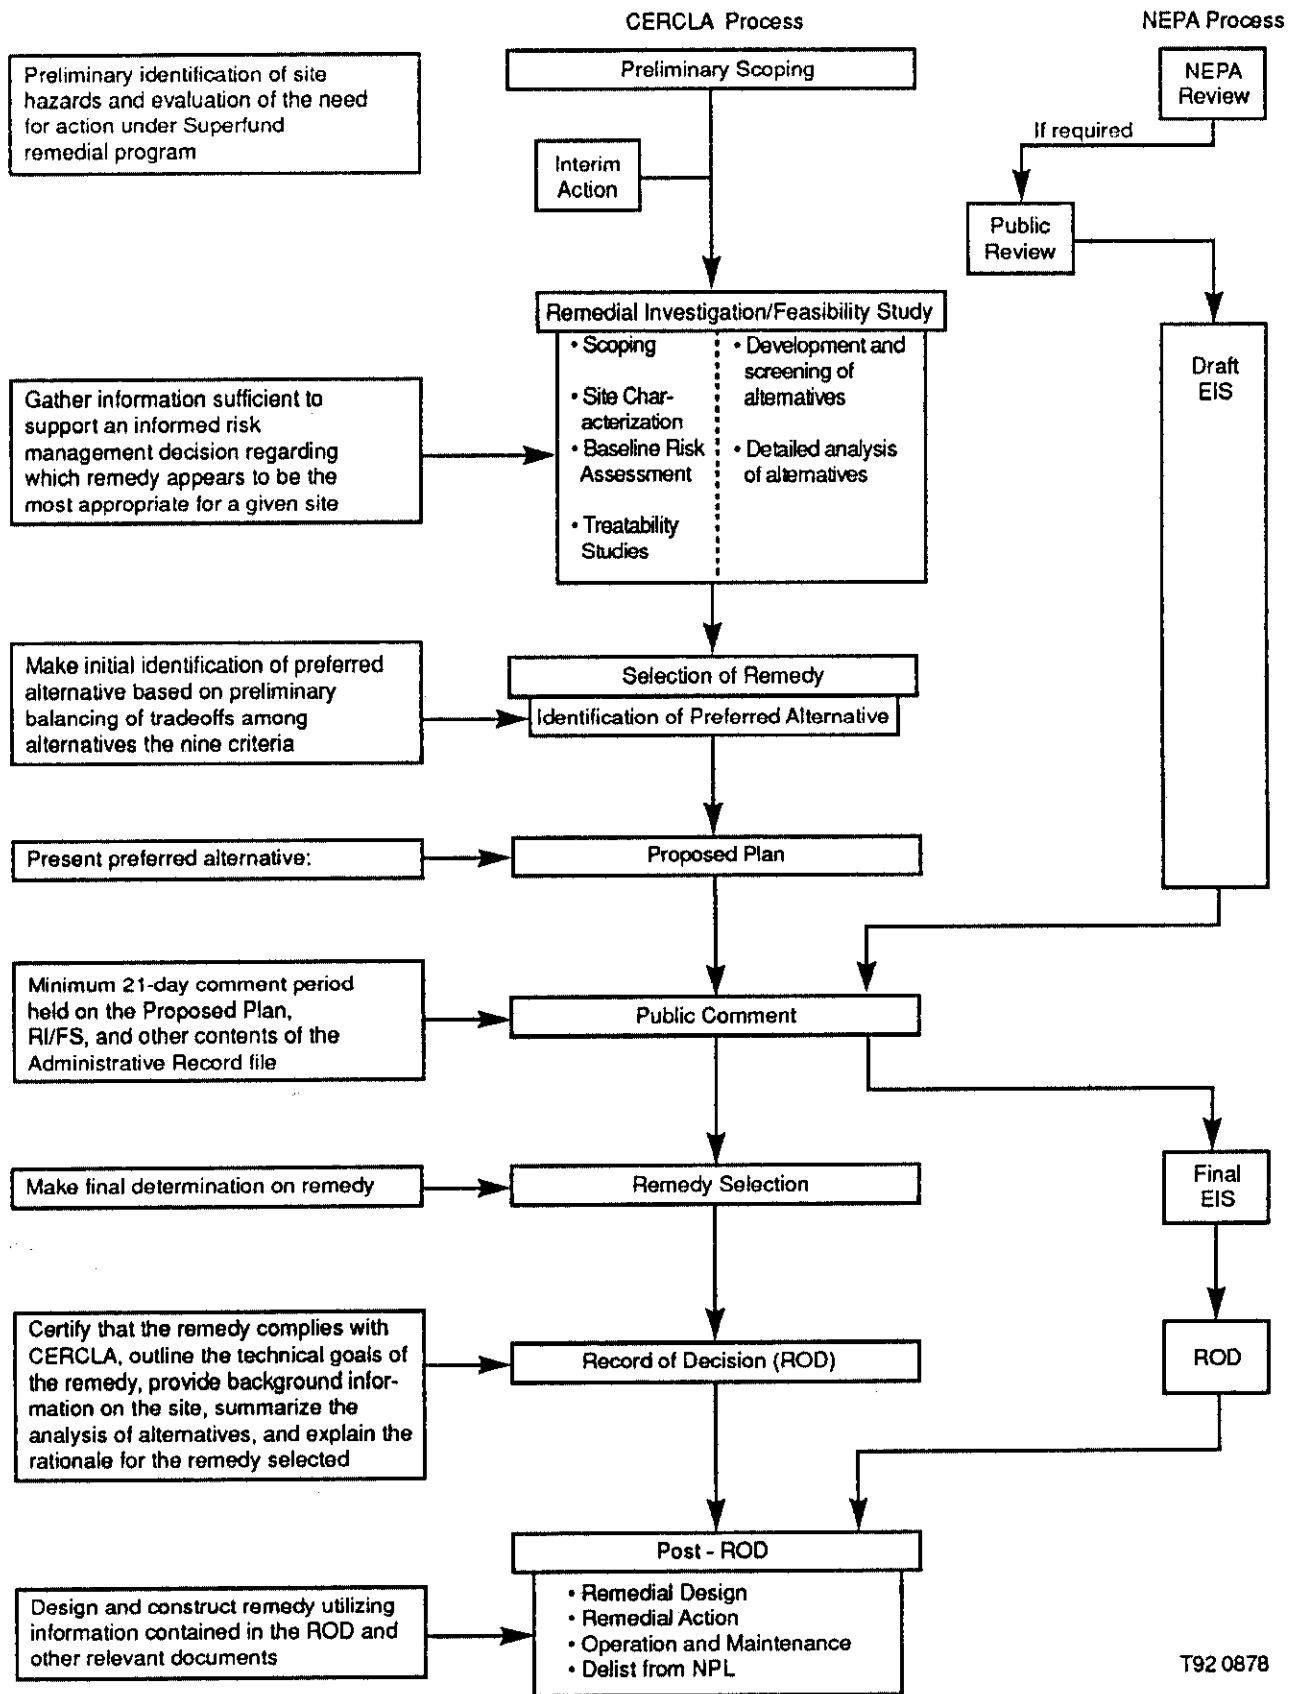 CERCLA Process
NEPA Process
Preliminary identification of site
hazards and evaluation of the need
for action under Superfund
remedial program
Preliminary Scoping
NEPA
Review
If required
Interim
Action
Public
Review
Remedial Investigation/Feasibility Study
• Scoping
• Site Char-
acterization
• Baseline Risk
Assessment
• Treatability
Studies
• Development and
screening of
alternatives
• Detailed analysis
of alternatives
Draft
EIS
Gather information sufficient to
support an informed risk
management decision regarding
which remedy appears to be the
most appropriate for a given site
Make initial identification of preferred
alternative based on preliminary
balancing of tradeoffs among
alternatives the nine criteria
Selection of Remedy
Identification of Preferred Alternative
Present preferred alternative:
Proposed Plan
Minimum 21-day comment period
held on the Proposed Plan,
RI/FS, and other contents of the
Administrative Record file
Public Comment
Make final determination on remedy
Remedy Selection
Final
EIS
Certify that the remedy complies with
CERCLA, outline the technical goals of
the remedy, provide background infor-
mation on the site, summarize the
analysis of alternatives, and explain the
rationale for the remedy selected
Record of Decision (ROD)
ROD
Post - ROD
• Remedial Design
• Remedial Action
• Operation and Maintenance
• Delist from NPL
Design and construct remedy utilizing
information contained in the ROD and
other relevant documents
T92 0878